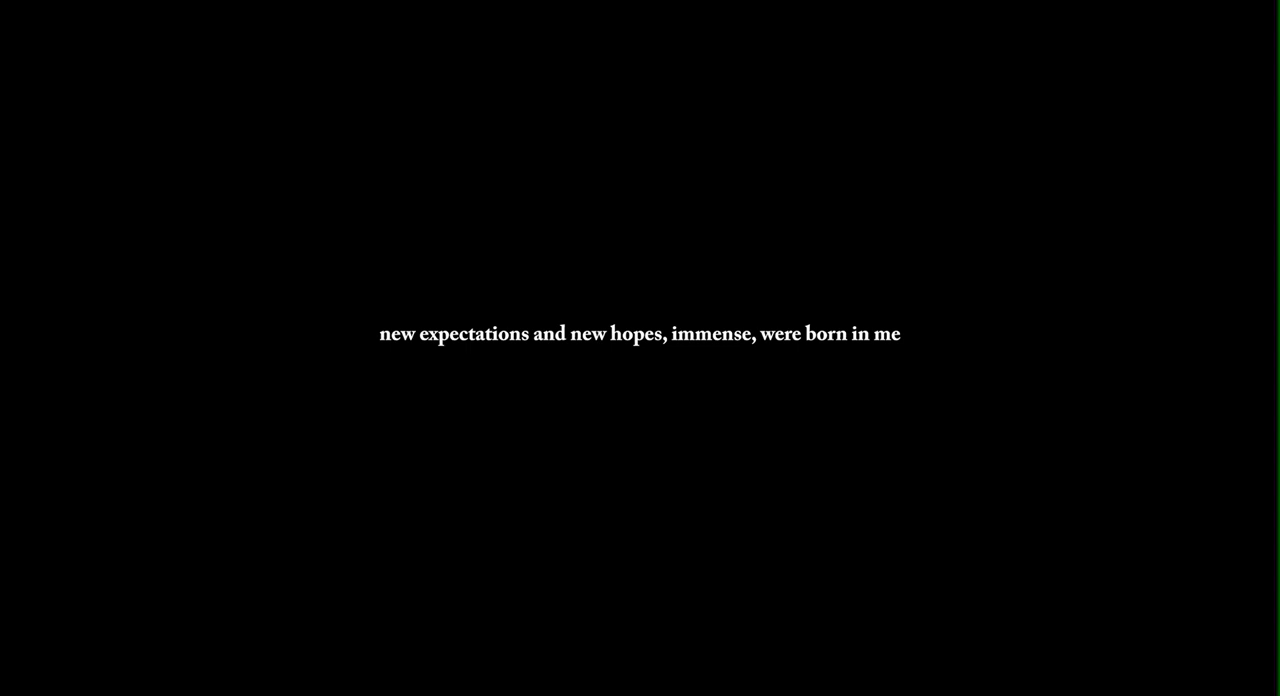 new expectations and new hopes, immense, were born in me